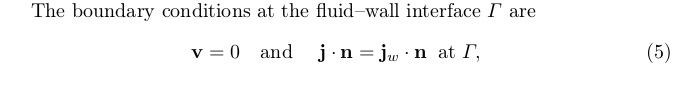 The boundary conditions at the fluid–wall interface Γ are
v = 0 and j · n = j_w · n at Γ, (5)